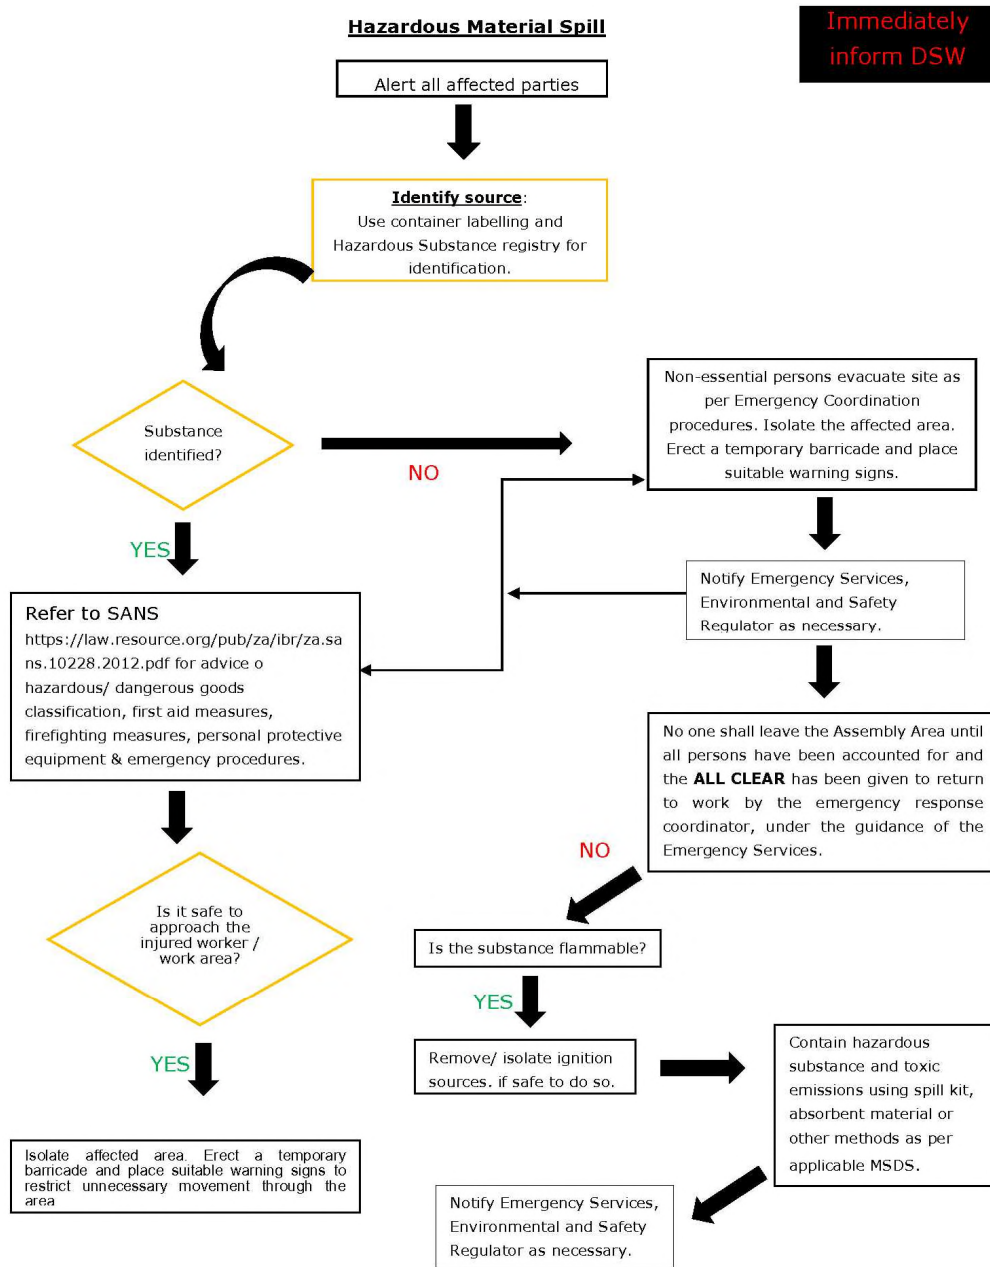 Hazardous Material Spill
Immediately
inform DSW
Alert all affected parties
Identify source:
Use container labelling and
Hazardous Substance registry for
identification.
Substance
identified?
NO
Non-essential persons evacuate site as
per Emergency Coordination
procedures. Isolate the affected area.
Erect a temporary barricade and place
suitable warning signs.
YES
Notify Emergency Services,
Environmental and Safety
Regulator as necessary.
Refer to SANS
https://law.resource.org/pub/za/ibr/za.sa
ns.10228.2012.pdf for advice o
hazardous/ dangerous goods
classification, first aid measures,
firefighting measures, personal protective
equipment & emergency procedures.
No one shall leave the Assembly Area until
all persons have been accounted for and
the ALL CLEAR has been given to return
to work by the emergency response
coordinator, under the guidance of the
Emergency Services.
NO
Is it safe to
approach the
injured worker /
work area?
Is the substance flammable?
YES
YES
Remove/ isolate ignition
sources. if safe to do so.
Contain hazardous
substance and toxic
emissions using spill kit,
absorbent material or
other methods as per
applicable MSDS.
Isolate affected area. Erect a temporary
barricade and place suitable warning signs to
restrict unnecessary movement through the
area
Notify Emergency Services,
Environmental and Safety
Regulator as necessary.